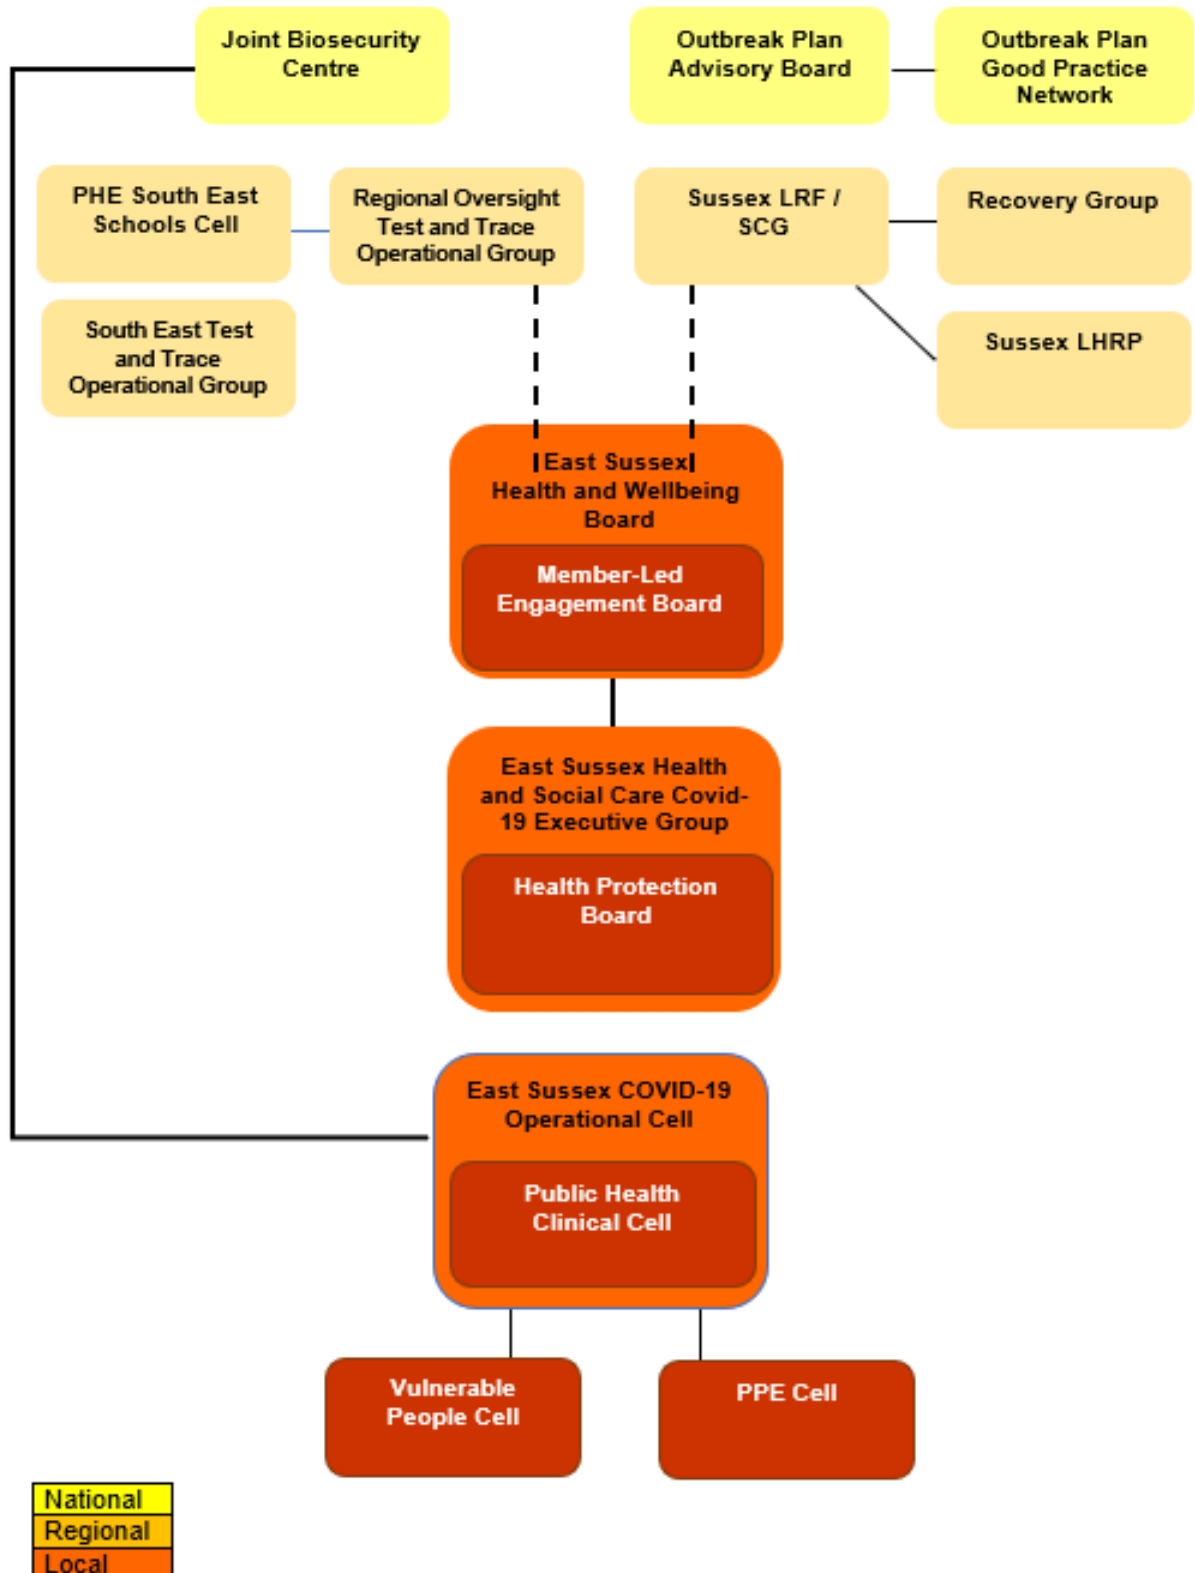 Joint Biosecurity
Centre
Outbreak Plan
Advisory Board
Outbreak Plan
Good Practice
Network
PHE South East
Schools Cell
Regional Oversight
Test and Trace
Operational Group
Sussex LRF /
SCG
Recovery Group
South East Test
and Trace
Operational Group
Sussex LHRP
East Sussex
Health and Wellbeing
Board
Member-Led
Engagement Board
East Sussex Health
and Social Care Covid-
19 Executive Group
Health Protection
Board
East Sussex COVID-19
Operational Cell
Public Health
Clinical Cell
Vulnerable
People Cell
PPE Cell
National
Regional
Local